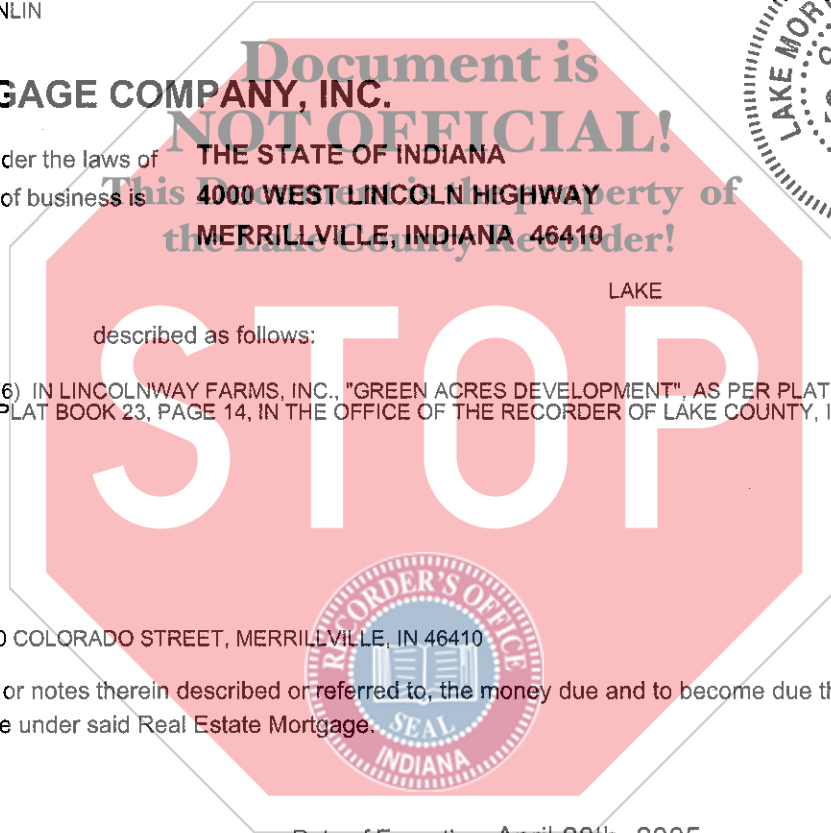 NLIN
GAGE COMPANY, INC.
Document is
NOT OFFICIAL!
This Document is the property of
the Lake County Recorder!
der the laws of THE STATE OF INDIANA
of business is 4000 WEST LINCOLN HIGHWAY
MERRILLVILLE, INDIANA 46410
LAKE MOR
LAKE
described as follows:
6) IN LINCOLNWAY FARMS, INC., "GREEN ACRES DEVELOPMENT", AS PER PLAT
PLAT BOOK 23, PAGE 14, IN THE OFFICE OF THE RECORDER OF LAKE COUNTY, I
STOP
0 COLORADO STREET, MERRILLVILLE, IN 46410
or notes therein described or referred to, the money due and to become due th
e under said Real Estate Mortgage.
RECORDER'S OFFICE
SEAL
INDIANA
April 2005